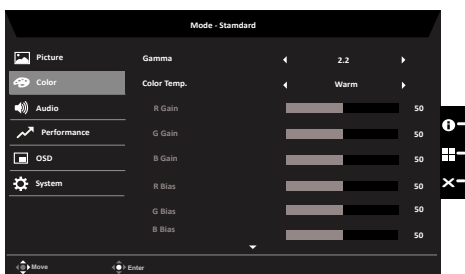 Mode - Standard
Picture
Gamma 2.2
Color
Color Temp. Warm
Audio
R Gain 50
Performance
G Gain 50
OSD
B Gain 50
System
R Bias 50
G Bias 50
B Bias 50
Move Enter